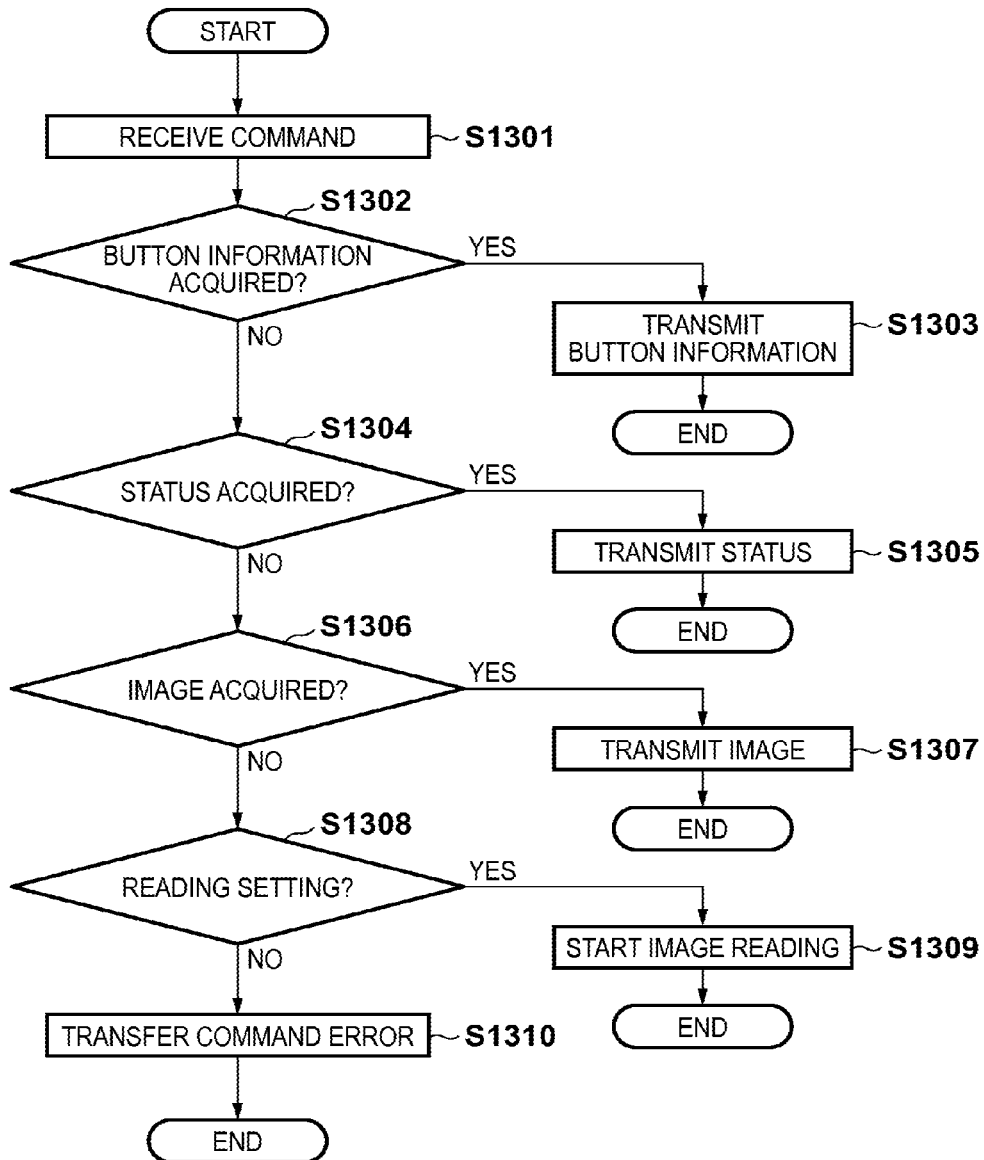 START
RECEIVE COMMAND
S1301
S1302
BUTTON INFORMATION
ACQUIRED?
YES
NO
TRANSMIT
BUTTON INFORMATION
S1303
END
S1304
STATUS ACQUIRED?
YES
NO
TRANSMIT STATUS
S1305
END
S1306
IMAGE ACQUIRED?
YES
NO
TRANSMIT IMAGE
S1307
END
S1308
READING SETTING?
YES
NO
START IMAGE READING
S1309
END
TRANSFER COMMAND ERROR
S1310
END